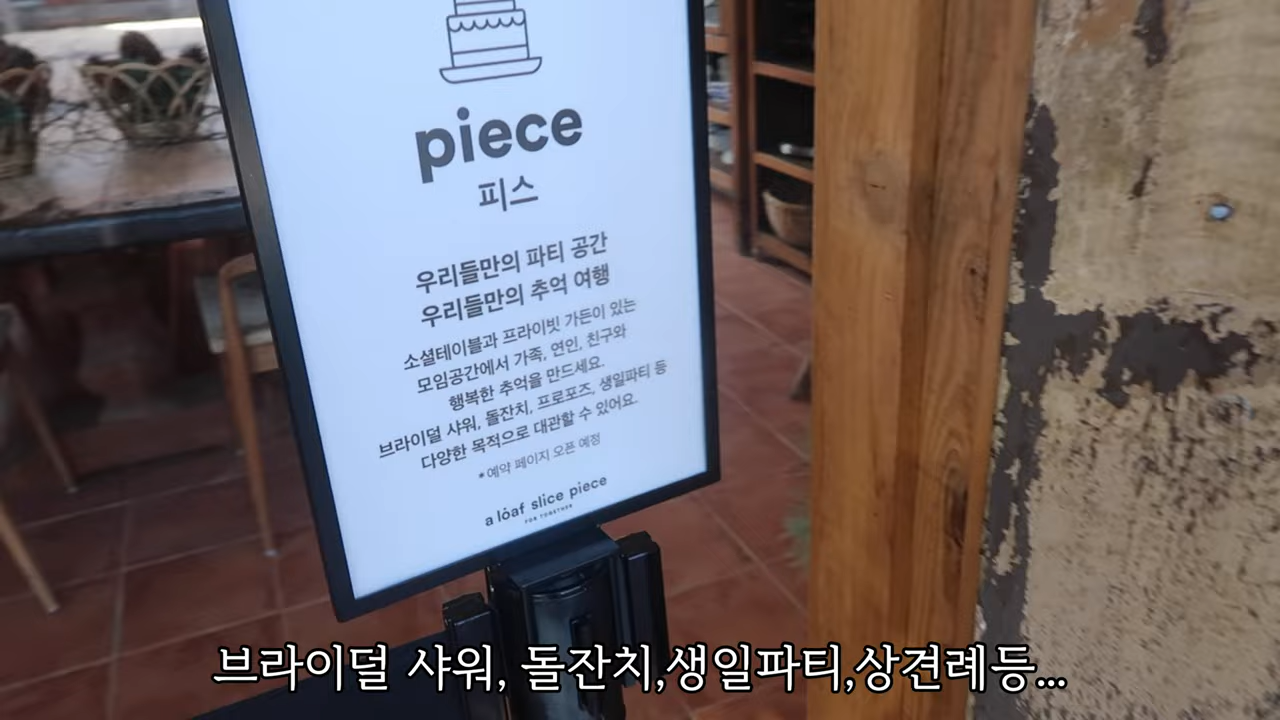 piece
피스
우리들만의 파티 공간
우리들만의 추억 여행
소셜테이블과 프라이빗 가든이 있는
모임공간에서 가족, 연인, 친구와
행복한 추억을 만드세요.
브라이덜 샤워, 돌잔치, 프로포즈, 생일파티 등
다양한 목적으로 대관할 수 있어요.
* 예약 페이지 오픈 예정
a lóaf slice piece
FOR TOGETHER
브라이덜 샤워, 돌잔치,생일파티,상견례등...